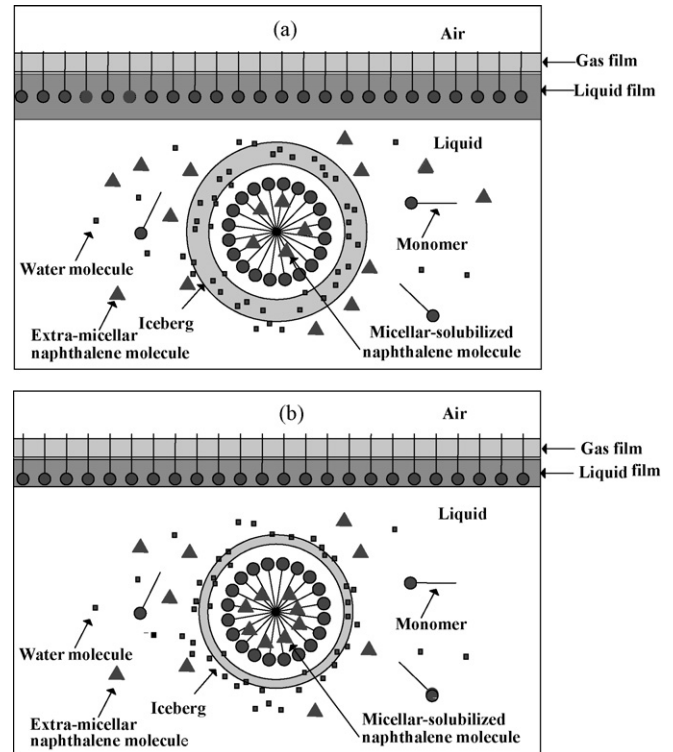 (a)
Air
Gas film
Liquid film
Liquid
Monomer
Water molecule
Iceberg
Extra-micellar
naphthalene molecule
Micellar-solubilized
naphthalene molecule
(b)
Air
Gas film
Liquid film
Liquid
Monomer
Water molecule
Iceberg
Extra-micellar
naphthalene molecule
Micellar-solubilized
naphthalene molecule